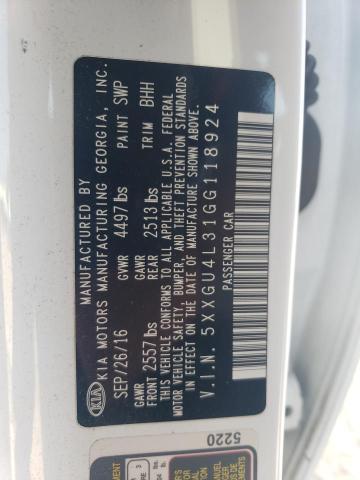 KIA
MANUFACTURED BY
KIA MOTORS MANUFACTURING GEORGIA, INC.
SEP/26/16 GVWR 4497 lbs PAINT SWP
GAWR FRONT 2557 lbs GAWR REAR 2513 lbs TRIM BHH
THIS VEHICLE CONFORMS TO ALL APPLICABLE U.S.A. FEDERAL
MOTOR VEHICLE SAFETY, BUMPER, AND THEFT PREVENTION STANDARDS
IN EFFECT ON THE DATE OF MANUFACTURE SHOWN ABOVE.
V.I.N. 5XXGU4L31GG118924
PASSENGER CAR
5220